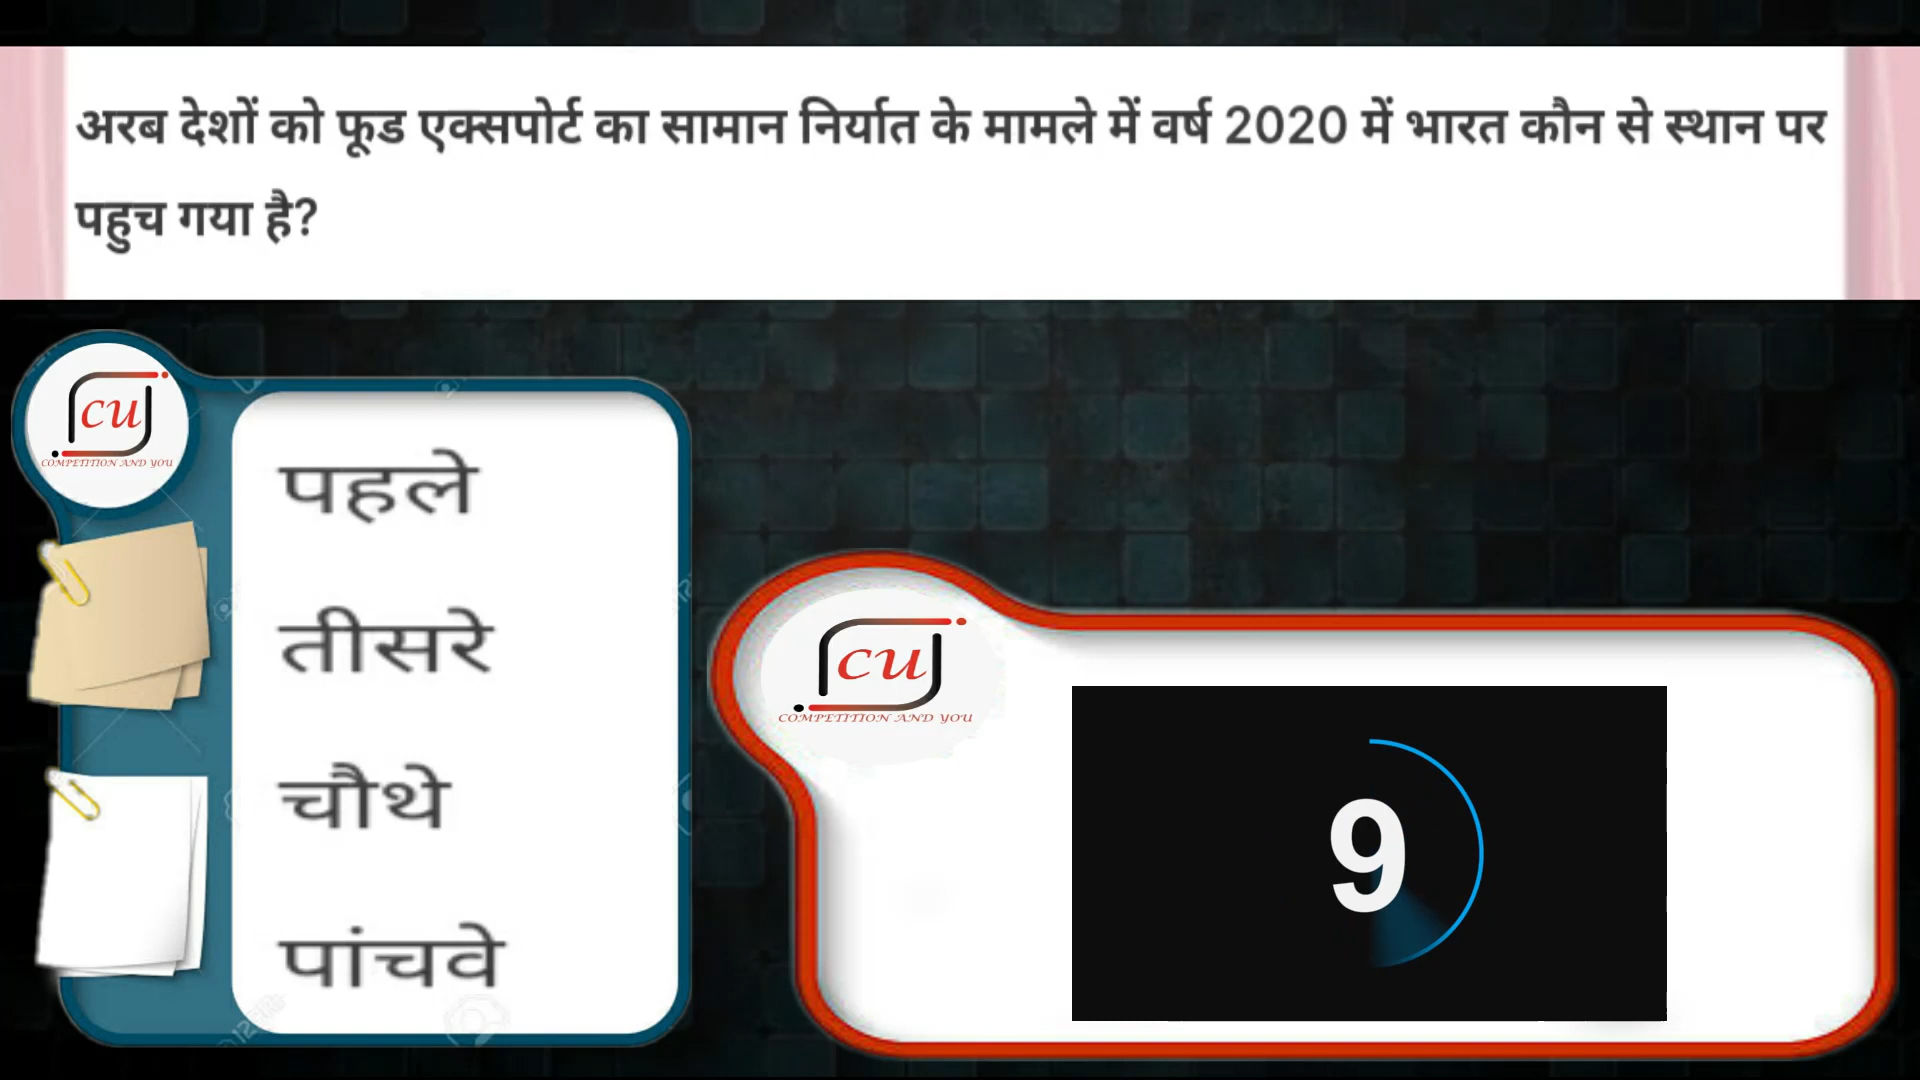 अरब देशों को फूड एक्सपोर्ट का सामान निर्यात के मामले में वर्ष 2020 में भारत कौन से स्थान पर
पहुच गया है?
cu
COMPETITION AND YOU
पहले
तीसरे
चौथे
पांचवे
cu
COMPETITION AND YOU
9